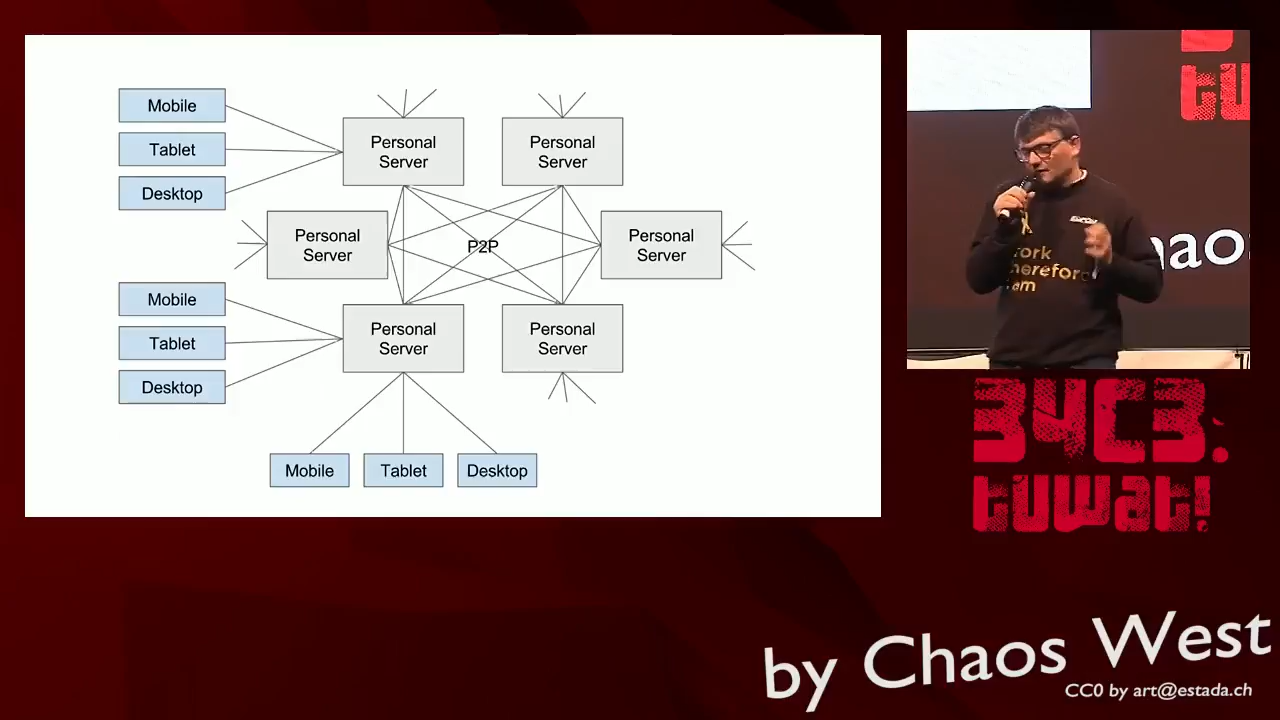 Mobile
Tablet
Desktop
Personal
Server
Personal
Server
Personal
Server
P2P
Personal
Server
Mobile
Tablet
Desktop
Personal
Server
Personal
Server
Mobile
Tablet
Desktop
haos
34C3:
tuwat!
by Chaos West
CC0 by art@estada.ch